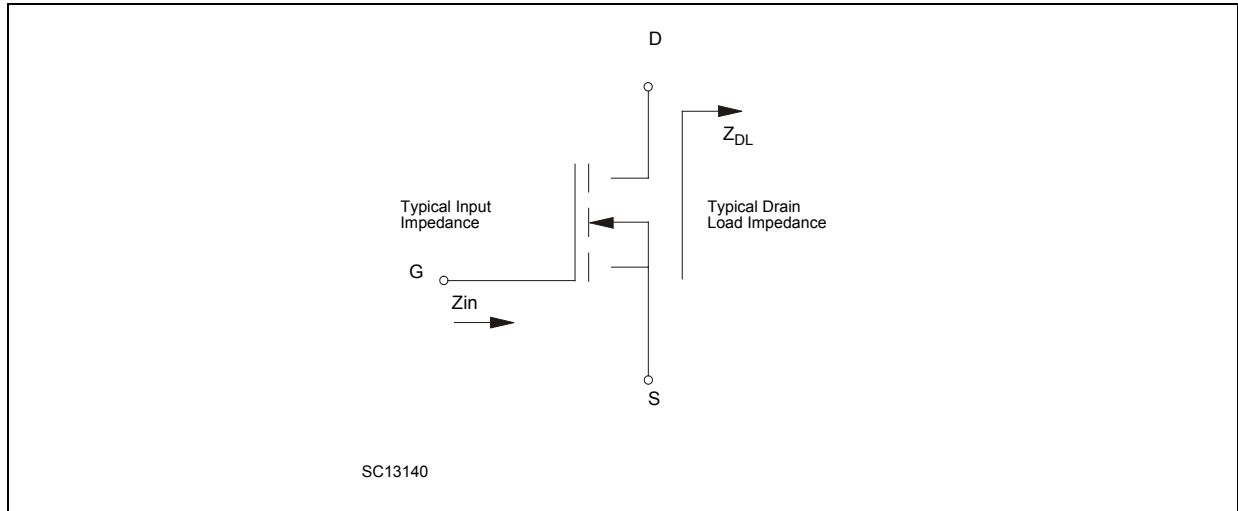 D
Z_DL
Typical Input
Impedance
Typical Drain
Load Impedance
G
Zin
S
SC13140